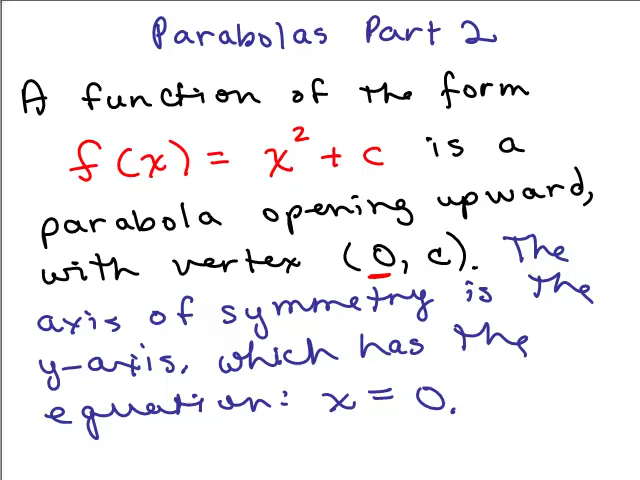 Parabolas Part 2
A function of the form
f(x) = x² + c is a
parabola opening upward,
with vertex (0, c). The
axis of symmetry is the
y-axis, which has the
equation: x = 0.